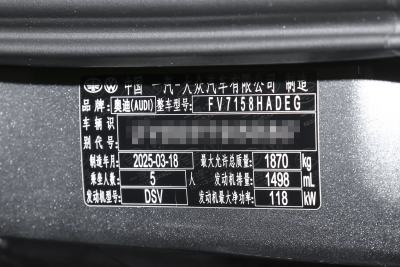 中国 一汽-大众汽车有限公司 制造
品牌 奥迪(AUDI) 整车型号 FV7158HADEG
车辆识别代号
制造年月 2025-03-18 最大允许总质量 1870 kg
乘坐人数 5 人 发动机排量 1498 mL
发动机型号 DSV 发动机最大净功率 118 kW